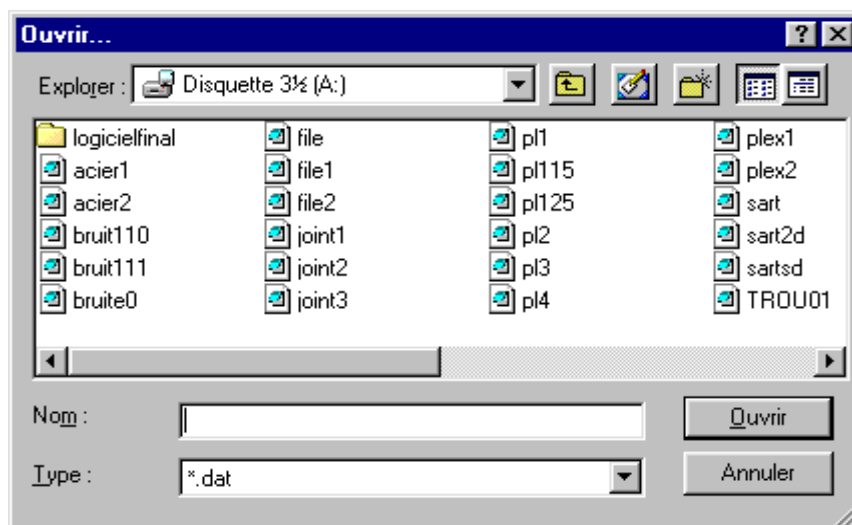 Ouvrir...
Explorer : Disquette 3½ (A:)
logicielfinal file pl1 plex1
acier1 file1 pl115 plex2
acier2 file2 pl125 sart
bruit110 joint1 pl2 sart2d
bruit111 joint2 pl3 sartsd
bruite0 joint3 pl4 TROU01
Nom : Ouvrir
Type : *.dat Annuler